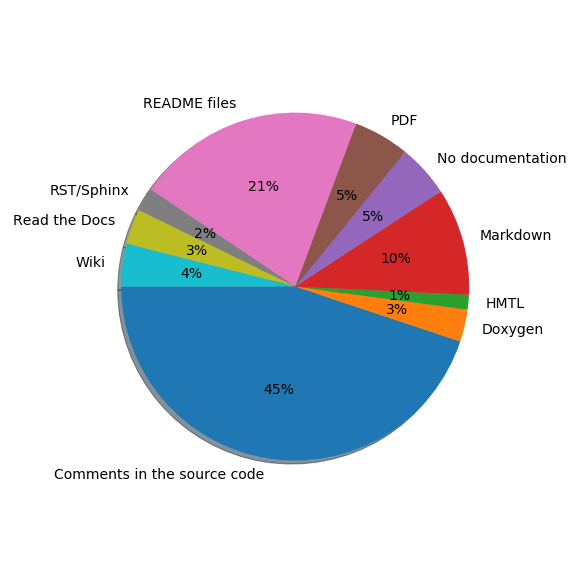 README files
PDF
No documentation
RST/Sphinx
21%
5%
Read the Docs
2%
5%
Markdown
Wiki
3%
10%
4%
1%
HMTL
3%
Doxygen
45%
Comments in the source code